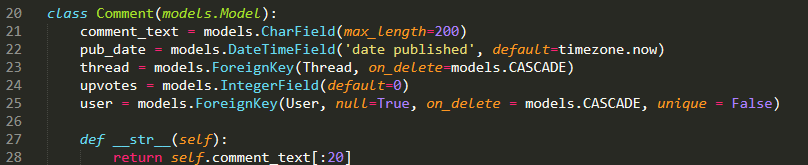 20 class Comment(models.Model):
21     comment_text = models.CharField(max_length=200)
22     pub_date = models.DateTimeField('date published', default=timezone.now)
23     thread = models.ForeignKey(Thread, on_delete=models.CASCADE)
24     upvotes = models.IntegerField(default=0)
25     user = models.ForeignKey(User, null=True, on_delete = models.CASCADE, unique = False)
26
27     def __str__(self):
28         return self.comment_text[:20]